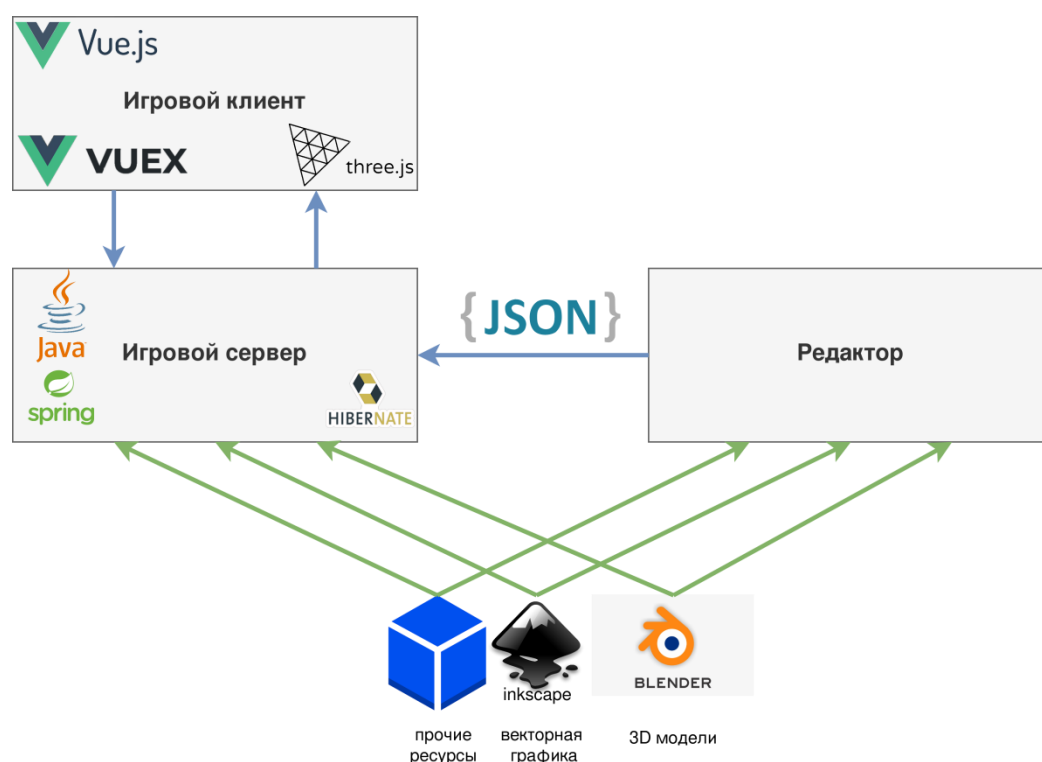 Vue.js
Игровой клиент
VUEX
three.js
{JSON}
Java
Игровой сервер
Редактор
spring
HIBERNATE
inkscape
BLENDER
прочие
ресурсы
векторная
графика
3D модели